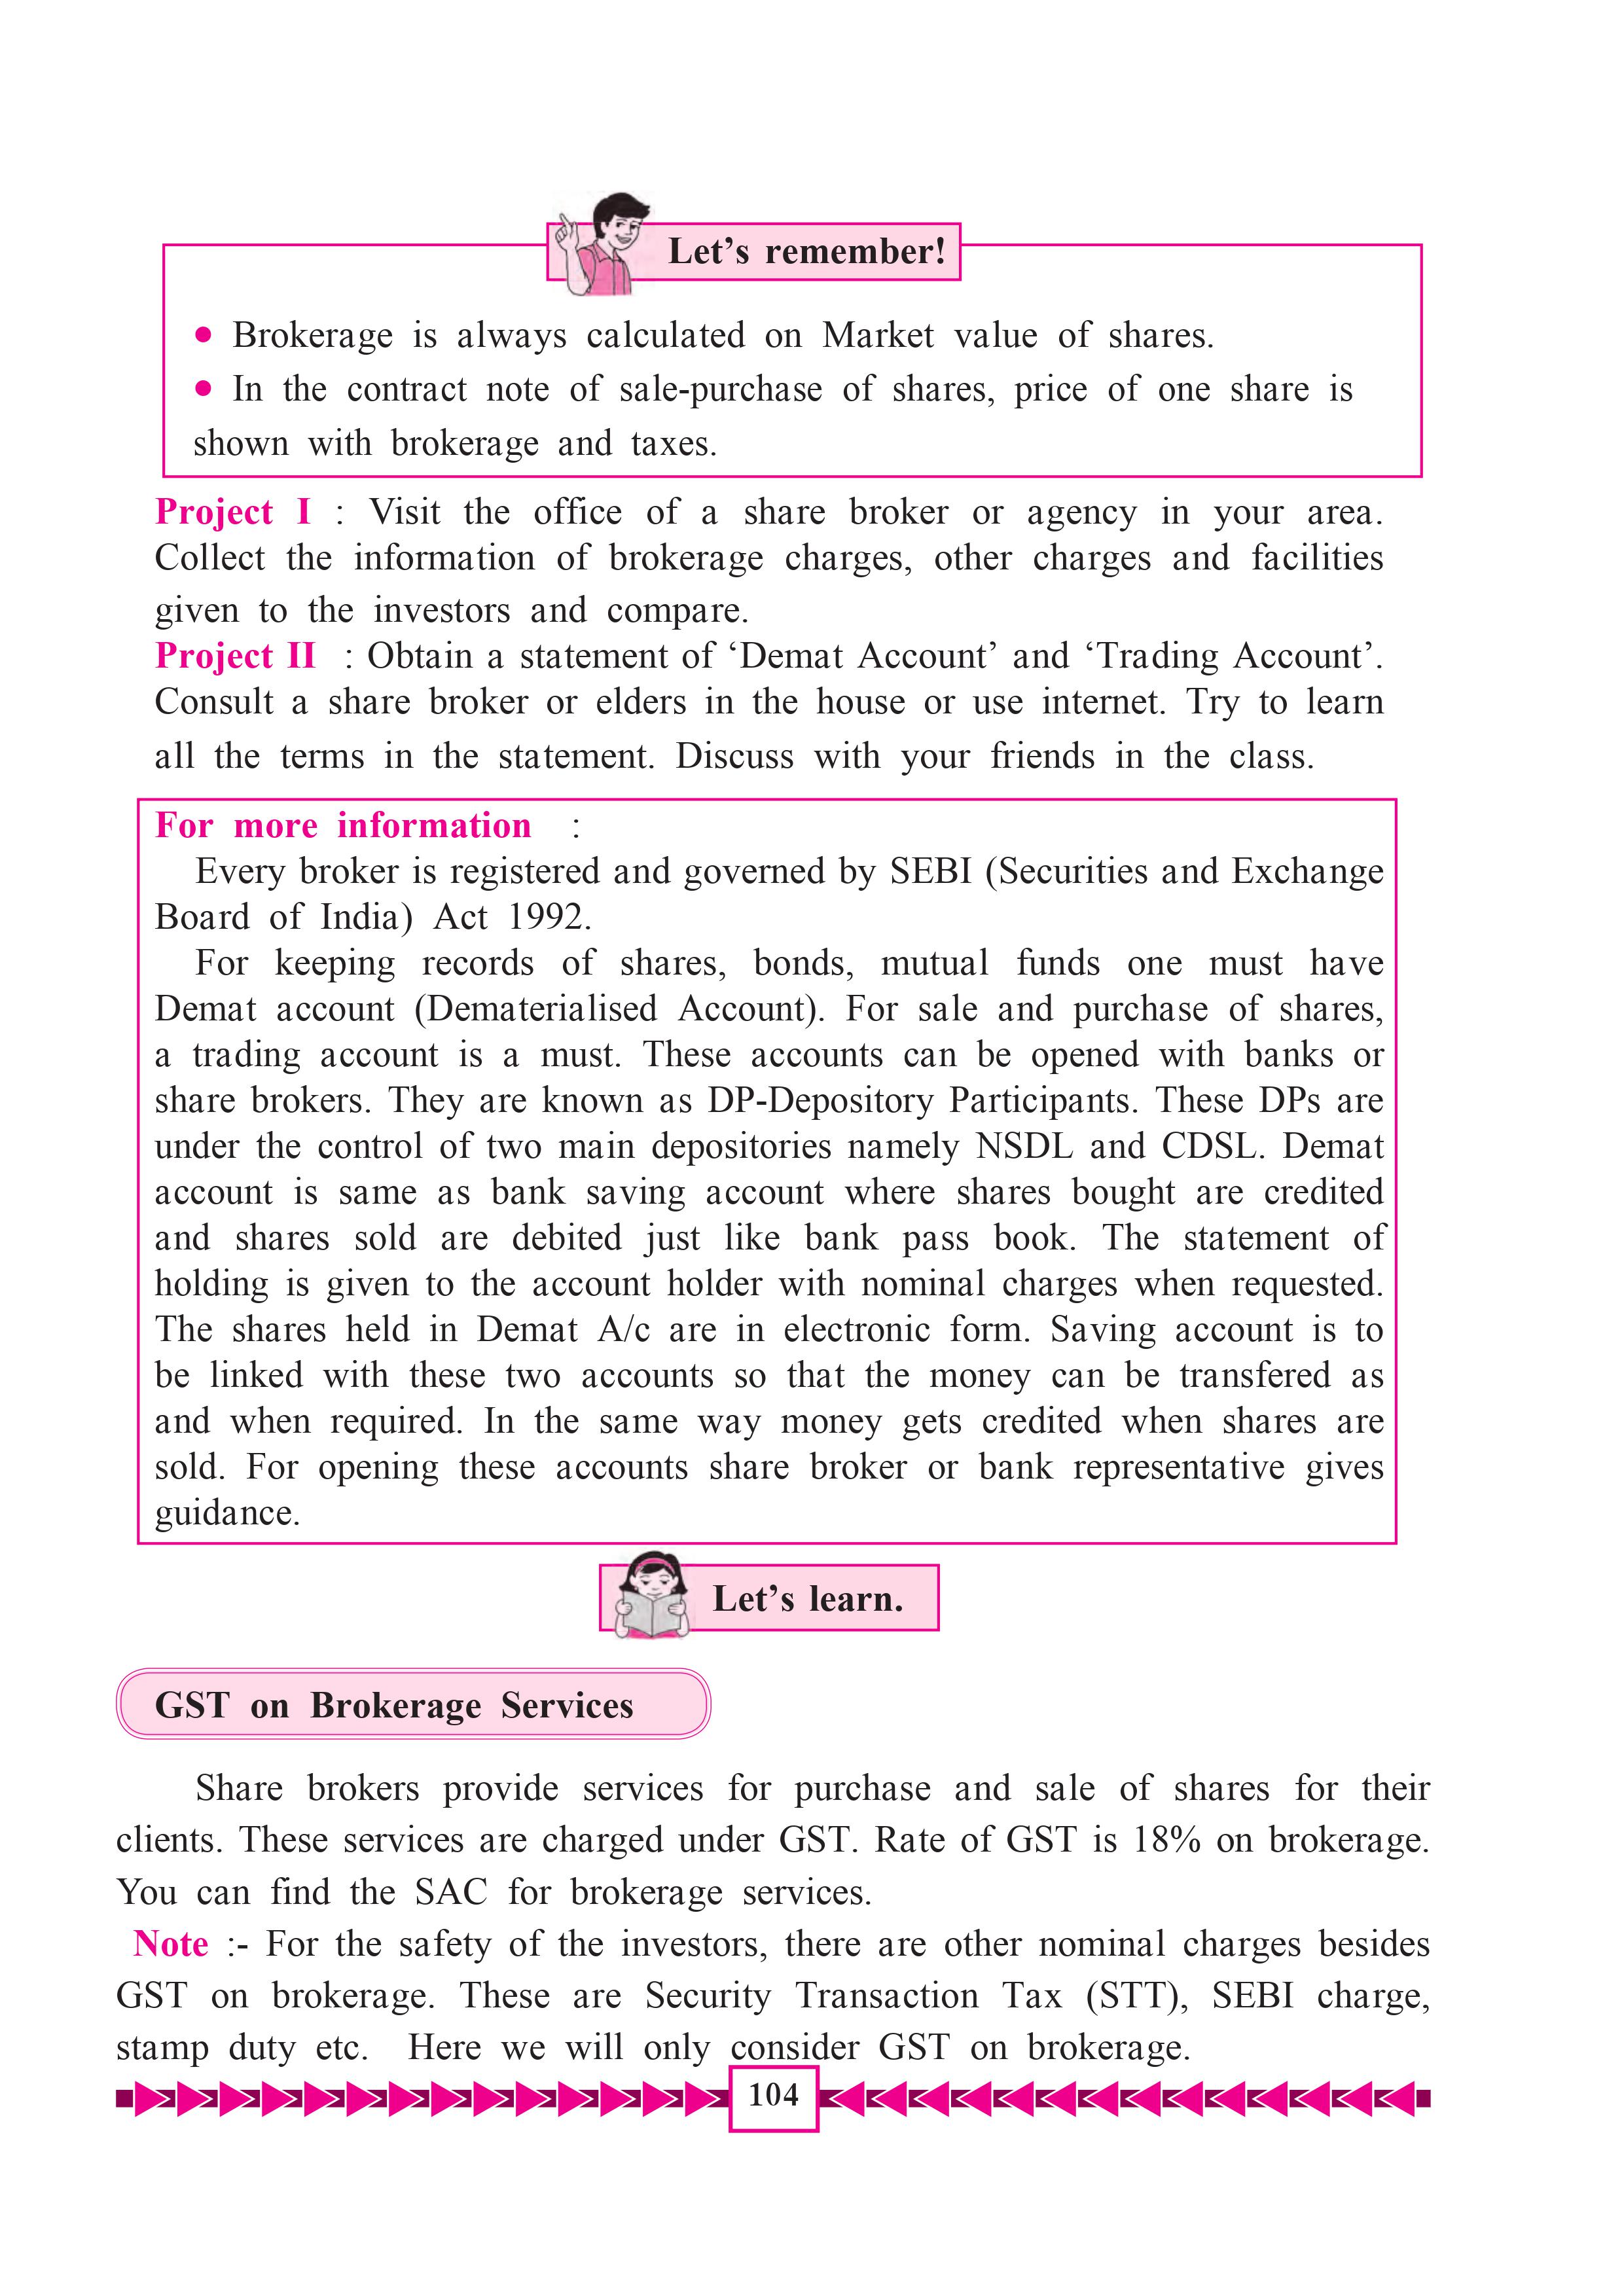 Let's remember!
● Brokerage is always calculated on Market value of shares.
● In the contract note of sale-purchase of shares, price of one share is
shown with brokerage and taxes.
Project I : Visit the office of a share broker or agency in your area.
Collect the information of brokerage charges, other charges and facilities
given to the investors and compare.
Project II : Obtain a statement of ‘Demat Account’ and ‘Trading Account’.
Consult a share broker or elders in the house or use internet. Try to learn
all the terms in the statement. Discuss with your friends in the class.
For more information :
Every broker is registered and governed by SEBI (Securities and Exchange
Board of India) Act 1992.
For keeping records of shares, bonds, mutual funds one must have
Demat account (Dematerialised Account). For sale and purchase of shares,
a trading account is a must. These accounts can be opened with banks or
share brokers. They are known as DP-Depository Participants. These DPs are
under the control of two main depositories namely NSDL and CDSL. Demat
account is same as bank saving account where shares bought are credited
and shares sold are debited just like bank pass book. The statement of
holding is given to the account holder with nominal charges when requested.
The shares held in Demat A/c are in electronic form. Saving account is to
be linked with these two accounts so that the money can be transfered as
and when required. In the same way money gets credited when shares are
sold. For opening these accounts share broker or bank representative gives
guidance.
Let’s learn.
GST on Brokerage Services
Share brokers provide services for purchase and sale of shares for their
clients. These services are charged under GST. Rate of GST is 18% on brokerage.
You can find the SAC for brokerage services.
Note :- For the safety of the investors, there are other nominal charges besides
GST on brokerage. These are Security Transaction Tax (STT), SEBI charge,
stamp duty etc. Here we will only consider GST on brokerage.
104